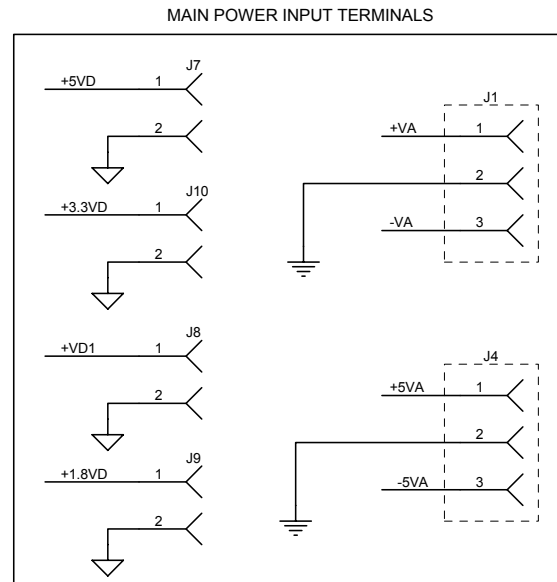 MAIN POWER INPUT TERMINALS
J7
+5VD 1
2
J10
+3.3VD 1
2
J8
+VD1 1
2
J9
+1.8VD 1
2
J1
+VA 1
2
-VA 3
J4
+5VA 1
2
-5VA 3